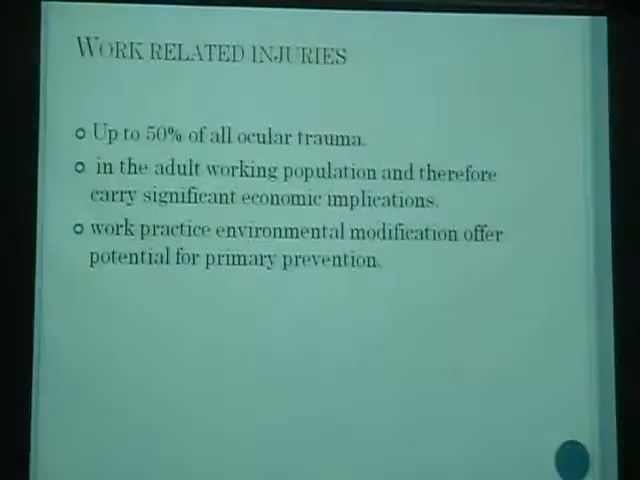 WORK RELATED INJURIES
Up to 50% of all ocular trauma.
in the adult working population and therefore
carry significant economic implications.
work practice environmental modification offer
potential for primary prevention.